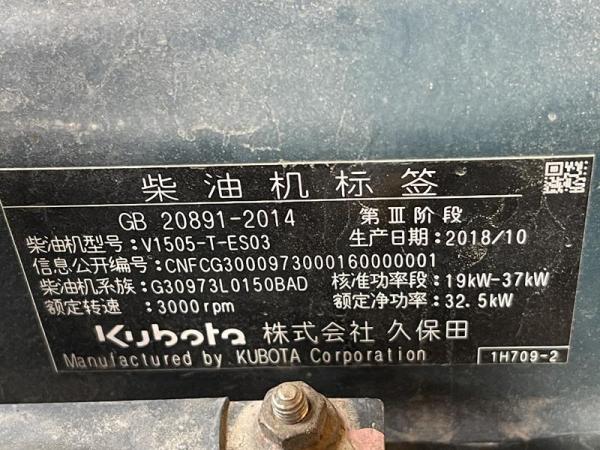 柴油机标签
GB 20891-2014 第Ⅲ阶段
柴油机型号:V1505-T-ES03 生产日期:2018/10
信息公开编号:CNFCG3000973000160000001
柴油机系族:G30973L0150BAD 核准功率段:19kW-37kW
额定转速:3000rpm 额定净功率:32.5kW
Kubota 株式会社 久保田
Manufactured by KUBOTA Corporation 1H709-2